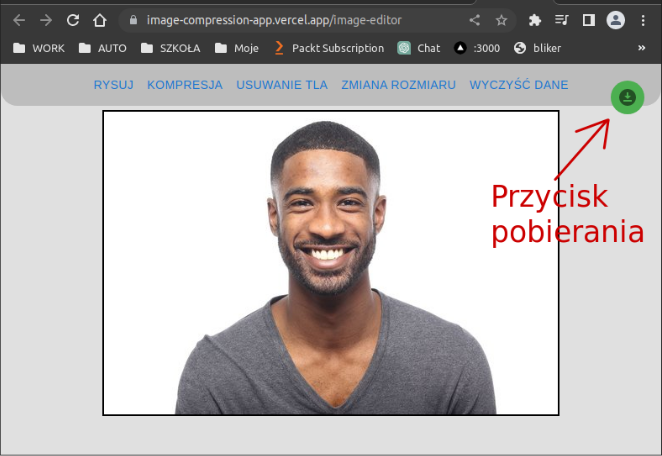 image-compression-app.vercel.app/image-editor
WORK AUTO SZKOŁA Moje Packt Subscription Chat :3000 bliker »
RYSUJ KOMPRESJA USUWANIE TLA ZMIANA ROZMIARU WYCZYŚĆ DANE
Przycisk
pobierania